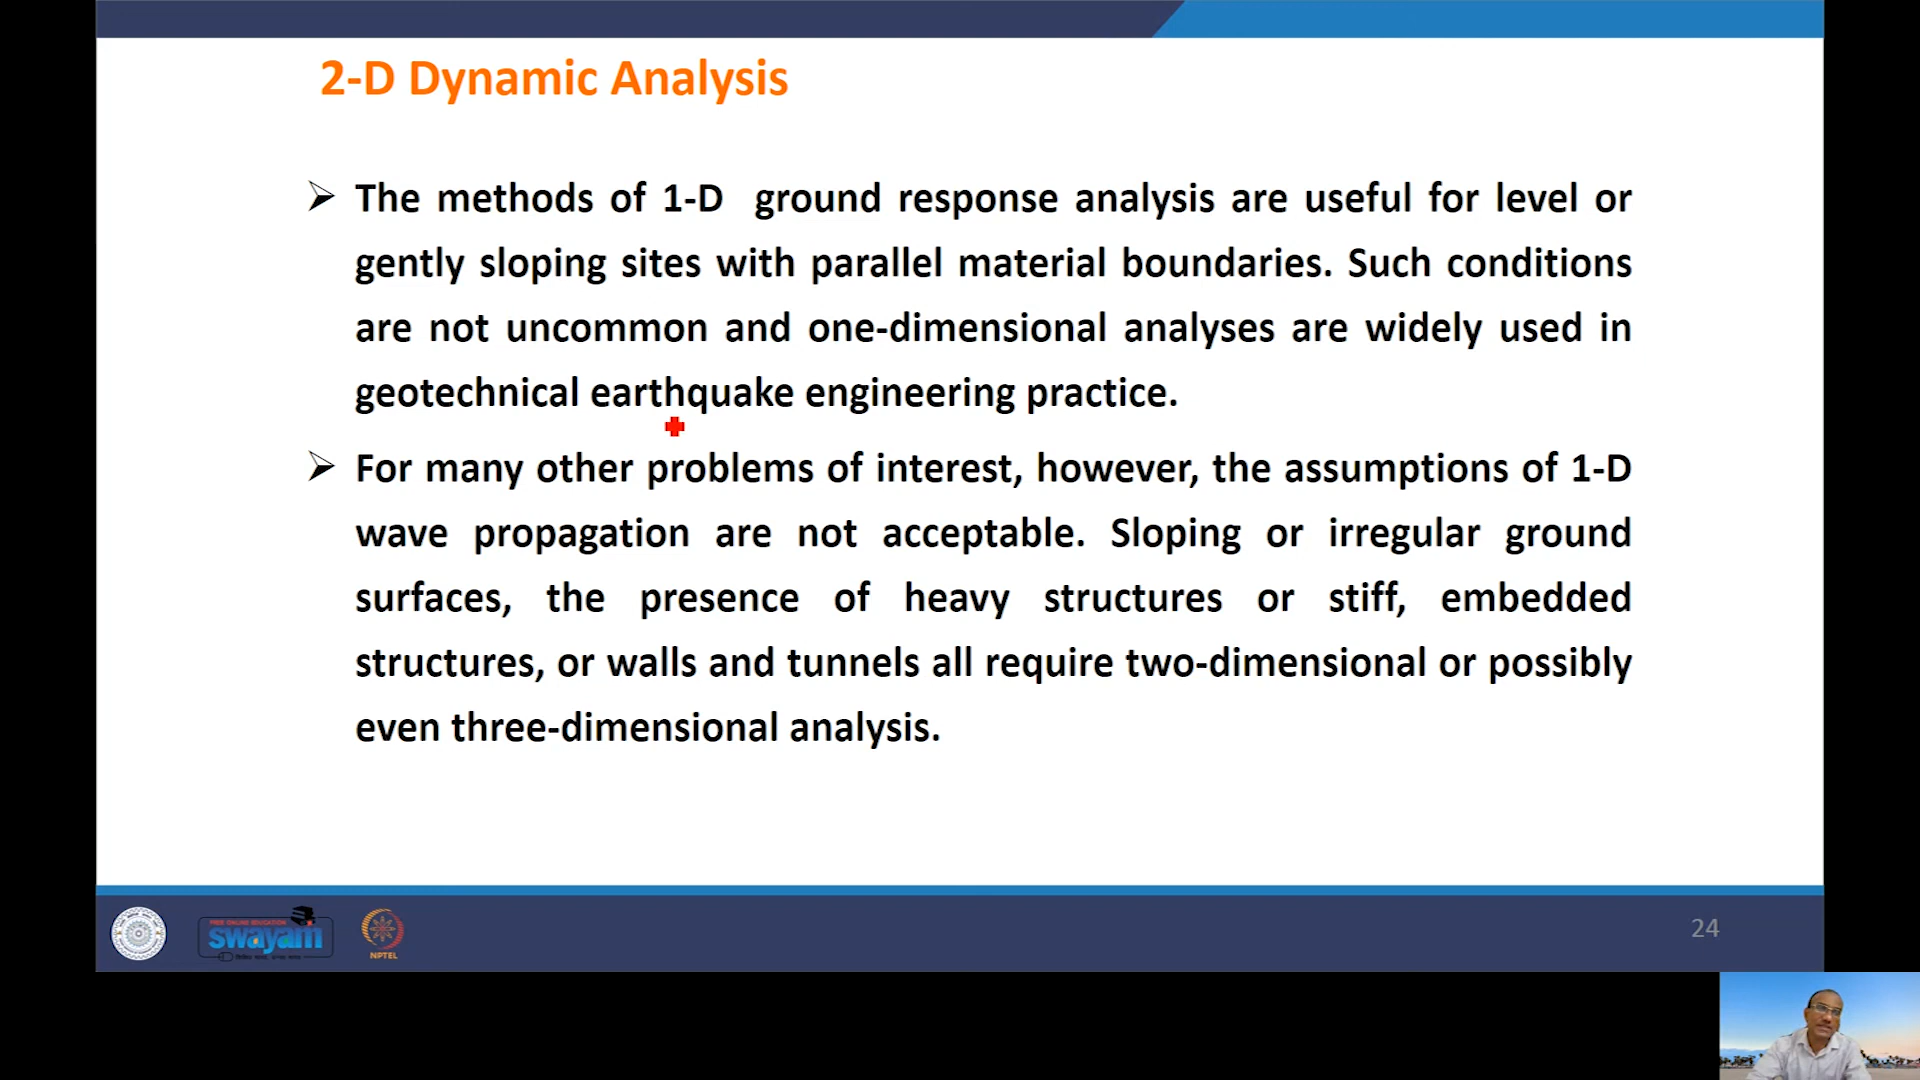 2-D Dynamic Analysis
The methods of 1-D ground response analysis are useful for level or
gently sloping sites with parallel material boundaries. Such conditions
are not uncommon and one-dimensional analyses are widely used in
geotechnical earthquake engineering practice.
For many other problems of interest, however, the assumptions of 1-D
wave propagation are not acceptable. Sloping or irregular ground
surfaces, the presence of heavy structures or stiff, embedded
structures, or walls and tunnels all require two-dimensional or possibly
even three-dimensional analysis.
FREE ONLINE EDUCATION
swayam
NPTEL
24